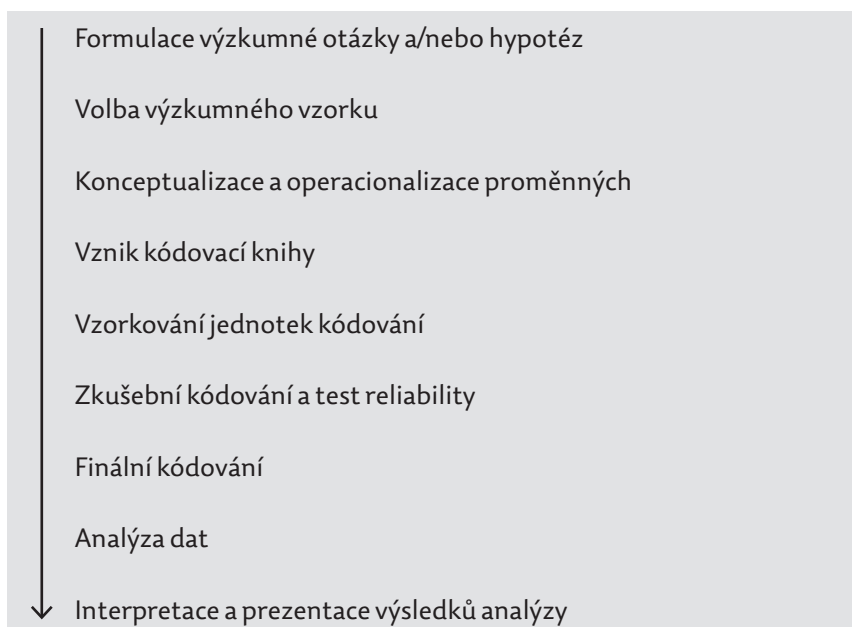 Formulace výzkumné otázky a/nebo hypotéz
Volba výzkumného vzorku
Konceptualizace a operacionalizace proměnných
Vznik kódovací knihy
Vzorkování jednotek kódování
Zkušební kódování a test reliability
Finální kódování
Analýza dat
Interpretace a prezentace výsledků analýzy